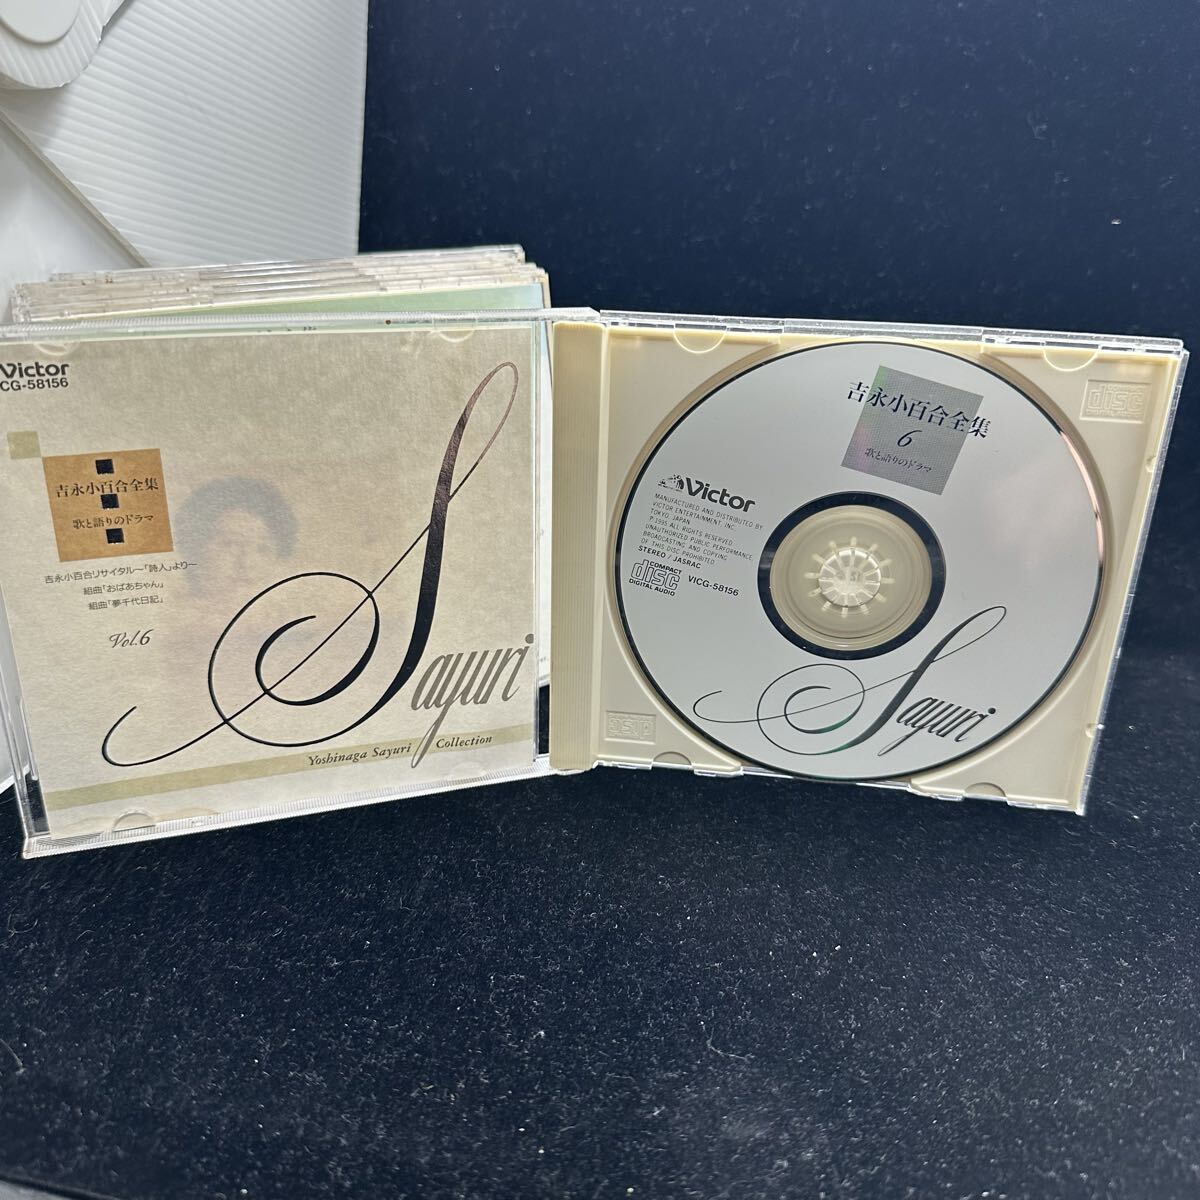 Victor
CG-58156
吉永小百合全集
歌と語りのドラマ
吉永小百合リサイタル〜「詩人」より〜
組曲「おばあちゃん」
組曲「夢千代日記」
Vol.6
Sayuri
Yoshinaga Sayuri Collection
吉永小百合全集
6
歌と語りのドラマ
Victor
MANUFACTURED AND DISTRIBUTED BY
VICTOR ENTERTAINMENT, INC.
TOKYO, JAPAN
P 1995 ALL RIGHTS RESERVED
UNAUTHORIZED PUBLIC PERFORMANCE,
BROADCASTING AND COPYING
OF THIS DISC PROHIBITED
STEREO / JASRAC
COMPACT
disc
DIGITAL AUDIO
VICG-58156
Sayuri
COMPACT
disc
DIGITAL AUDIO